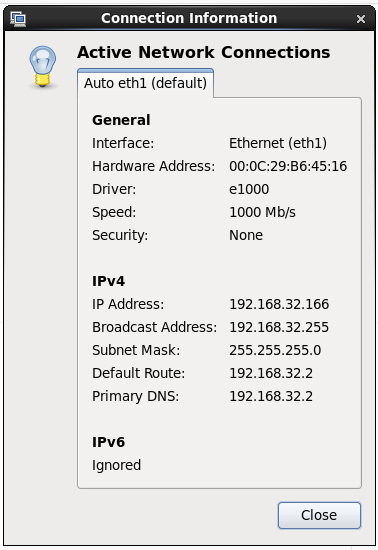 Connection Information
Active Network Connections
Auto eth1 (default)
General
Interface: Ethernet (eth1)
Hardware Address: 00:0C:29:B6:45:16
Driver: e1000
Speed: 1000 Mb/s
Security: None
IPv4
IP Address: 192.168.32.166
Broadcast Address: 192.168.32.255
Subnet Mask: 255.255.255.0
Default Route: 192.168.32.2
Primary DNS: 192.168.32.2
IPv6
Ignored
Close